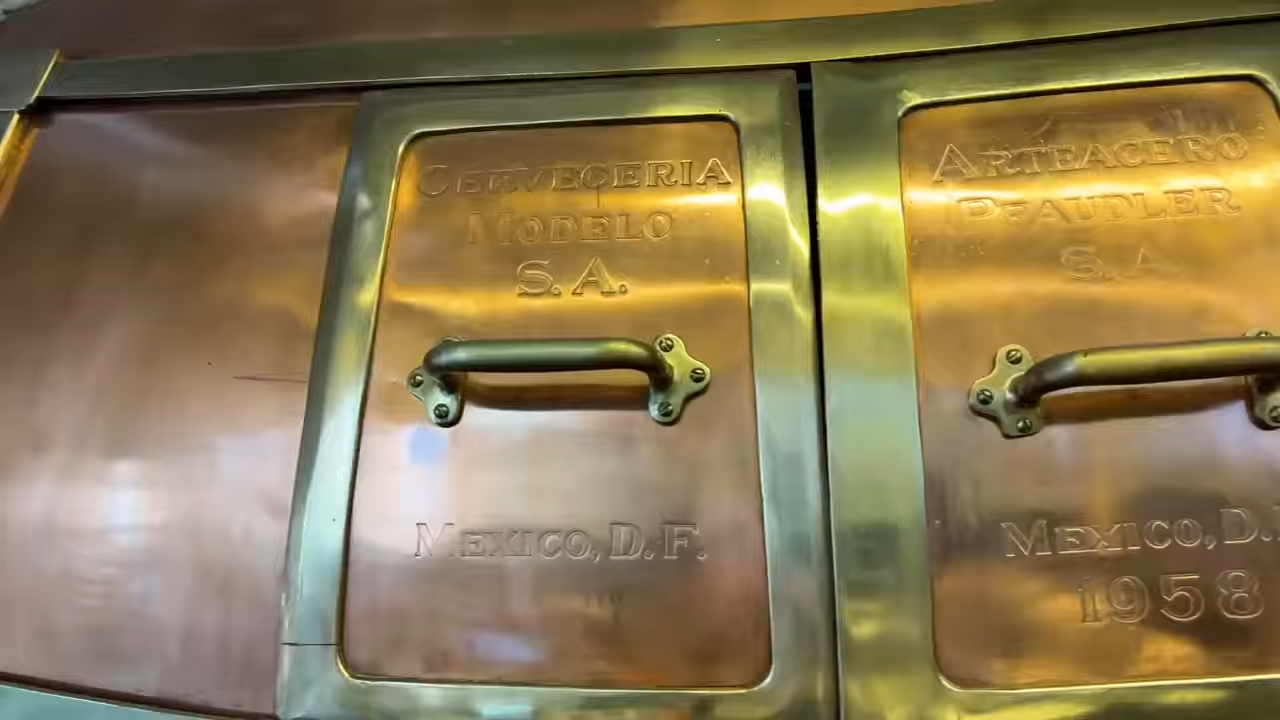 CERVECERIA
MODELO
S. A.
MEXICO, D. F.
ARTEACERO
PFAUDLER
S. A.
MEXICO, D.
1958